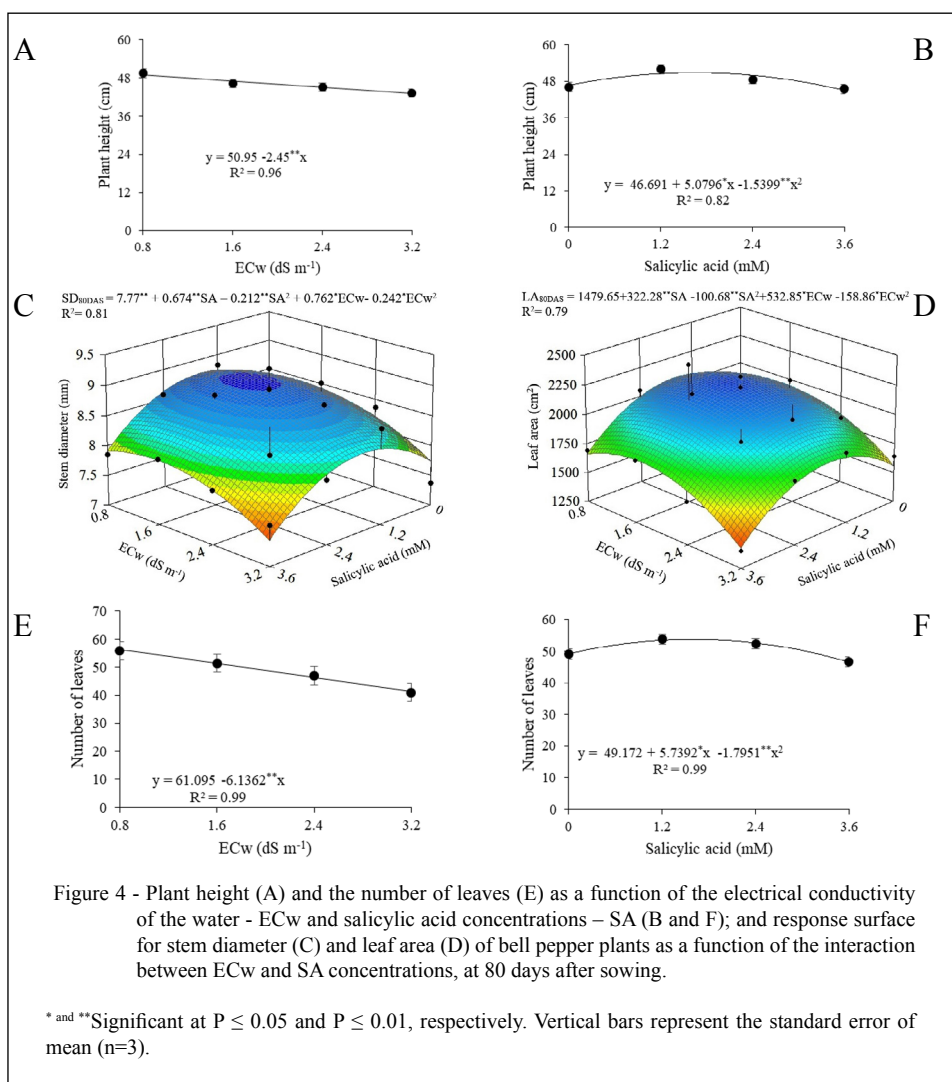 A
60
48
36
24
12
0
Plant height (cm)
y = 50.95 -2.45**x
R² = 0.96
0.8 1.6 2.4 3.2
ECw (dS m⁻¹)
B
60
48
36
24
12
0
Plant height (cm)
y = 46.691 + 5.0796*x -1.5399**x²
R² = 0.82
0 1.2 2.4 3.6
Salicylic acid (mM)
C
SD80DAS = 7.77** + 0.674**SA – 0.212**SA² + 0.762*ECw- 0.242*ECw²
R²= 0.81
9.5
9
8.5
8
7.5
7
Stem diameter (mm)
0.8
1.6
2.4
3.2
ECw (dS m⁻¹)
3.6
2.4
1.2
0
Salicylic acid (mM)
D
LA80DAS = 1479.65+322.28**SA -100.68**SA²+532.85*ECw -158.86*ECw²
R²= 0.79
2500
2250
2000
1750
1500
1250
Leaf area (cm²)
0.8
1.6
2.4
3.2
ECw (dS m⁻¹)
3.6
2.4
1.2
0
Salicylic acid (mM)
E
70
60
50
40
30
20
10
0
Number of leaves
y = 61.095 -6.1362**x
R² = 0.99
0.8 1.6 2.4 3.2
ECw (dS m⁻¹)
F
60
50
40
30
20
10
0
Number of leaves
y = 49.172 + 5.7392*x -1.7951**x²
R² = 0.99
0 1.2 2.4 3.6
Salicylic acid (mM)
Figure 4 - Plant height (A) and the number of leaves (E) as a function of the electrical conductivity
of the water - ECw and salicylic acid concentrations – SA (B and F); and response surface
for stem diameter (C) and leaf area (D) of bell pepper plants as a function of the interaction
between ECw and SA concentrations, at 80 days after sowing.
* and **Significant at P ≤ 0.05 and P ≤ 0.01, respectively. Vertical bars represent the standard error of
mean (n=3).